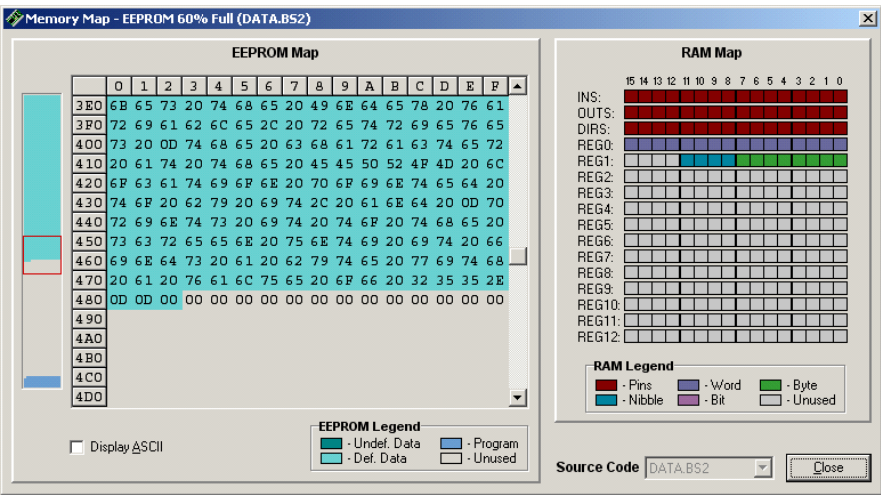 Memory Map - EEPROM 60% Full (DATA.BS2)
EEPROM Map
0 1 2 3 4 5 6 7 8 9 A B C D E F
3E0 6B 65 73 20 74 68 65 20 49 6E 64 65 78 20 76 61
3F0 72 69 61 62 6C 65 2C 20 72 65 74 72 69 65 76 65
400 73 20 0D 74 68 65 20 63 68 61 72 61 63 74 65 72
410 20 61 74 20 74 68 65 20 45 45 50 52 4F 4D 20 6C
420 6F 63 61 74 69 6F 6E 20 70 6F 69 6E 74 65 64 20
430 74 6F 20 62 79 20 69 74 2C 20 61 6E 64 20 0D 70
440 72 69 6E 74 73 20 69 74 20 74 6F 20 74 68 65 20
450 73 63 72 65 65 6E 20 75 6E 74 69 20 69 74 20 66
460 69 6E 64 73 20 61 20 62 79 74 65 20 77 69 74 68
470 20 61 20 76 61 6C 75 65 20 6F 66 20 32 35 35 2E
480 0D 0D 00 00 00 00 00 00 00 00 00 00 00 00 00 00
490
4A0
4B0
4C0
4D0
Display ASCII
EEPROM Legend
- Undef. Data - Program
- Def. Data - Unused
RAM Map
15 14 13 12 11 10 9 8 7 6 5 4 3 2 1 0
INS:
OUTS:
DIRS:
REG0:
REG1:
REG2:
REG3:
REG4:
REG5:
REG6:
REG7:
REG8:
REG9:
REG10:
REG11:
REG12:
RAM Legend
- Pins - Word - Byte
- Nibble - Bit - Unused
Source Code DATA.BS2 Close